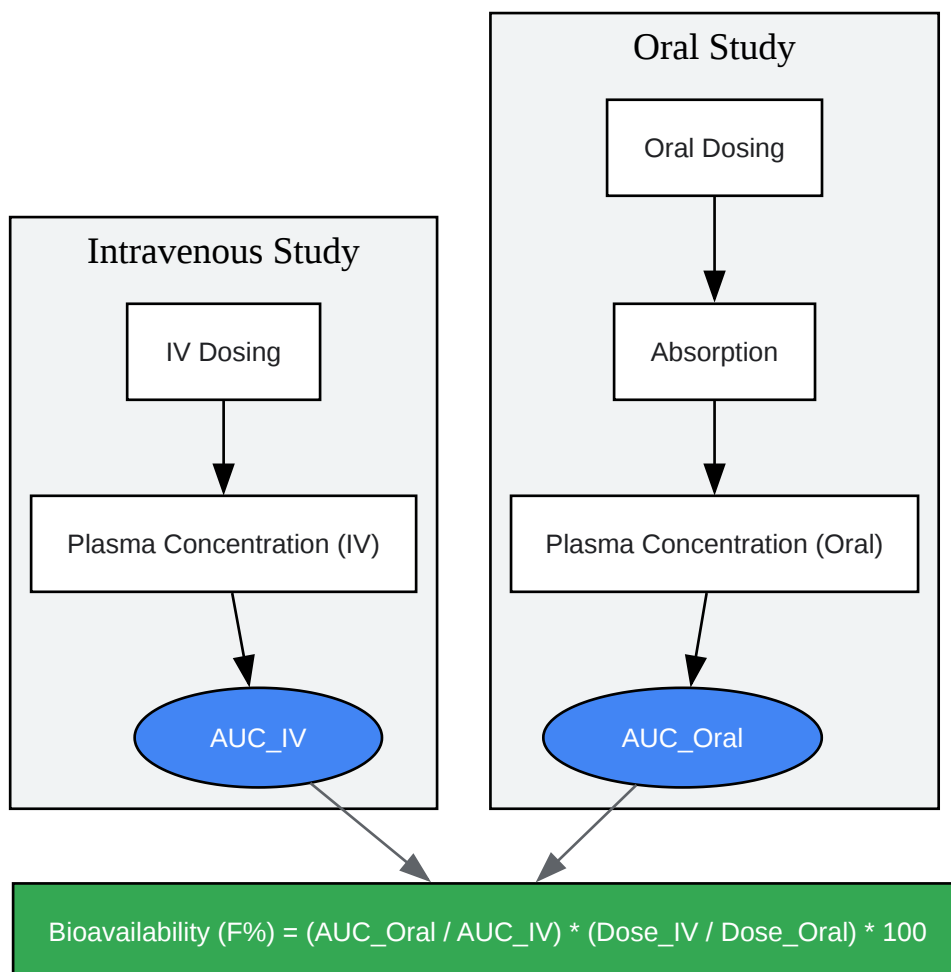 Intravenous Study
IV Dosing
Plasma Concentration (IV)
AUC_IV
Oral Study
Oral Dosing
Absorption
Plasma Concentration (Oral)
AUC_Oral
Bioavailability (F%) = (AUC_Oral / AUC_IV) * (Dose_IV / Dose_Oral) * 100